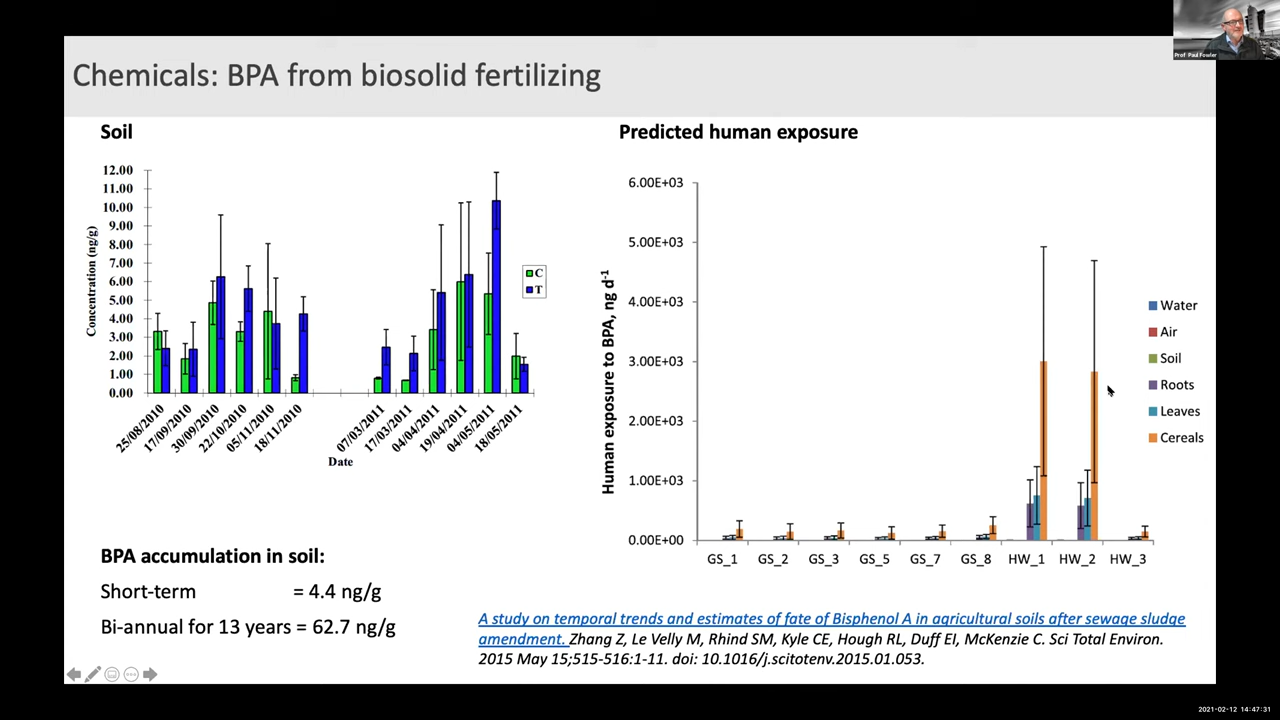 Prof Paul Fowler
Chemicals: BPA from biosolid fertilizing
Soil
Concentration (ng/g)
12.00
11.00
10.00
9.00
8.00
7.00
6.00
5.00
4.00
3.00
2.00
1.00
0.00
C
T
25/08/2010
17/09/2010
30/09/2010
22/10/2010
05/11/2010
18/11/2010
07/03/2011
17/03/2011
04/04/2011
19/04/2011
04/05/2011
18/05/2011
Date
BPA accumulation in soil:
Short-term = 4.4 ng/g
Bi-annual for 13 years = 62.7 ng/g
Predicted human exposure
Human exposure to BPA, ng d-1
6.00E+03
5.00E+03
4.00E+03
3.00E+03
2.00E+03
1.00E+03
0.00E+00
GS_1
GS_2
GS_3
GS_5
GS_7
GS_8
HW_1
HW_2
HW_3
Water
Air
Soil
Roots
Leaves
Cereals
A study on temporal trends and estimates of fate of Bisphenol A in agricultural soils after sewage sludge
amendment. Zhang Z, Le Velly M, Rhind SM, Kyle CE, Hough RL, Duff EI, McKenzie C. Sci Total Environ.
2015 May 15;515-516:1-11. doi: 10.1016/j.scitotenv.2015.01.053.
2021-02-12 14:47:31